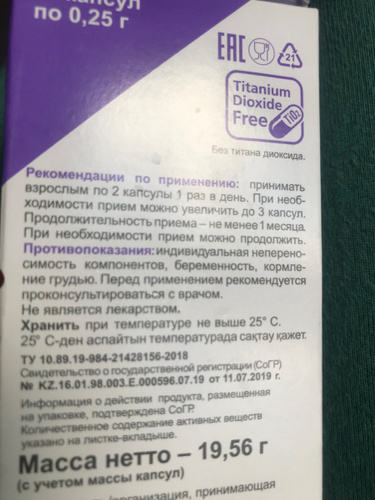 капсул
по 0,25 г
EAC
21
Titanium
Dioxide
Free
TiO₂
Без титана диоксида.
Рекомендации по применению: принимать
взрослым по 2 капсулы 1 раз в день. При необ-
ходимости прием можно увеличить до 3 капсул.
Продолжительность приема – не менее 1 месяца.
При необходимости прием можно продолжить.
Противопоказания: индивидуальная неперено-
симость компонентов, беременность, кормле-
ние грудью. Перед применением рекомендуется
проконсультироваться с врачом.
Не является лекарством.
Хранить при температуре не выше 25° С.
25° С-ден аспайтын температурада сақтау қажет.
ТУ 10.89.19-984-21428156-2018
Свидетельство о государственной регистрации (СоГР)
№ KZ.16.01.98.003.E.000596.07.19 от 11.07.2019 г.
Информация о действии продукта, размещенная
на упаковке, подтверждена СоГР.
Количественное содержание активных веществ
указано на листке-вкладыше.
Масса нетто – 19,56 г
(с учетом массы капсул)
/организация, принимающая